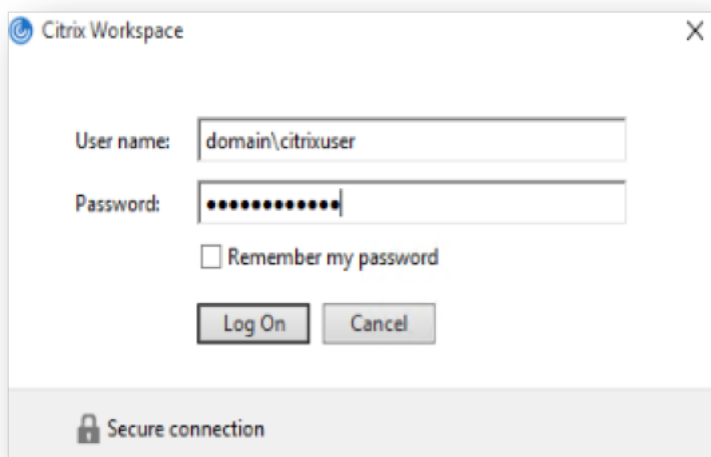 Citrix Workspace
User name: domain\citrixuser
Password: ••••••••••••
Remember my password
Log On Cancel
Secure connection